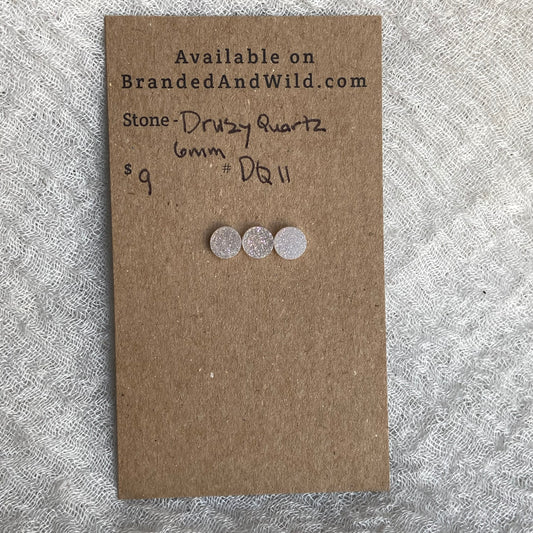 Available on
BrandedAndWild.com
Stone - Druzy Quartz
6mm
$ 9 # DQ11